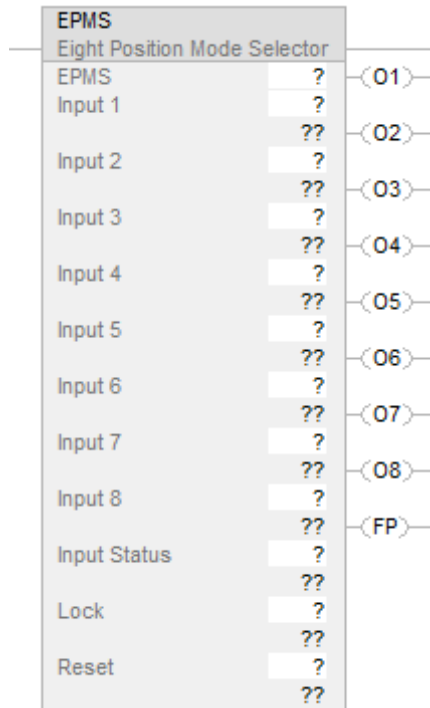 EPMS
Eight Position Mode Selector
EPMS ? (O1)
Input 1 ?
?? (O2)
Input 2 ?
?? (O3)
Input 3 ?
?? (O4)
Input 4 ?
?? (O5)
Input 5 ?
?? (O6)
Input 6 ?
?? (O7)
Input 7 ?
?? (O8)
Input 8 ?
?? (FP)
Input Status ?
??
Lock ?
??
Reset ?
??